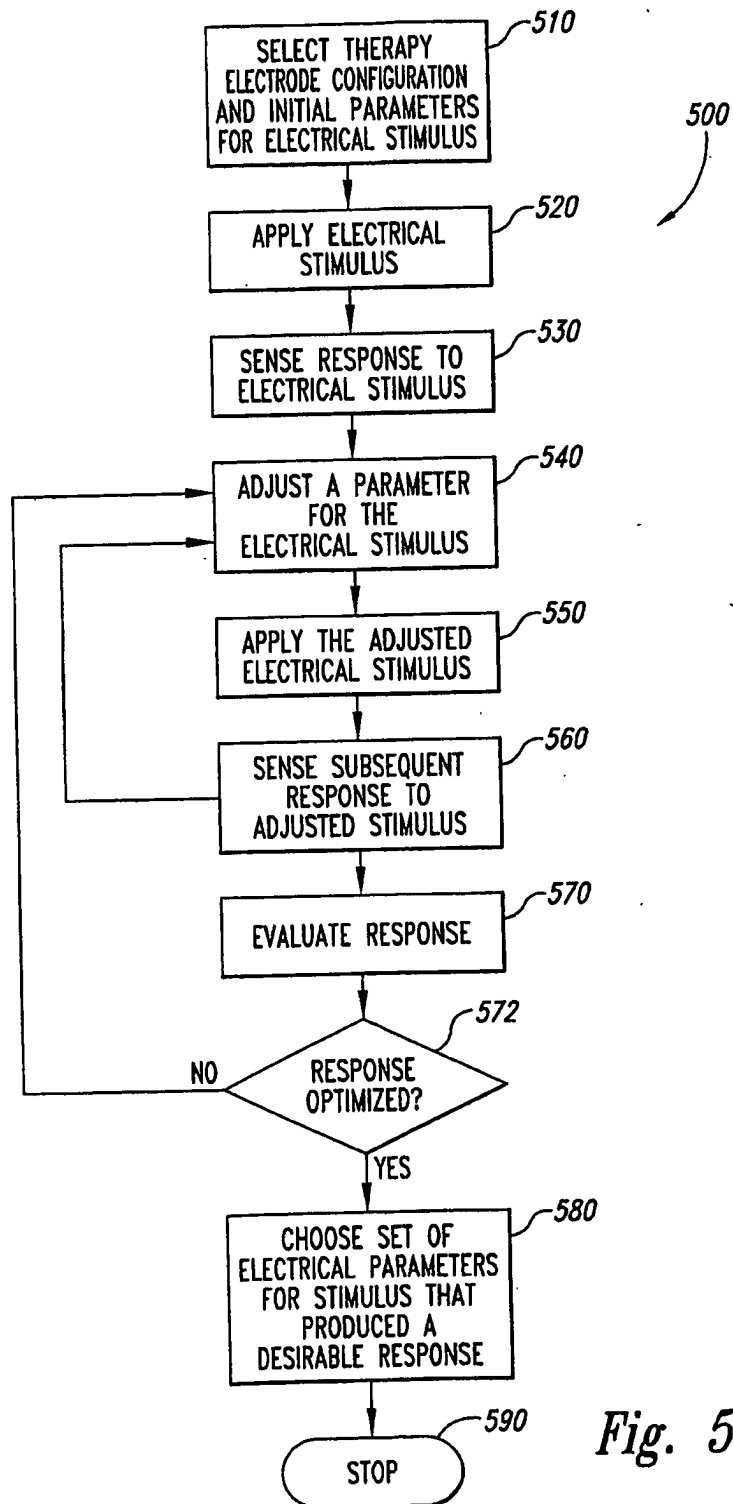 510
SELECT THERAPY
ELECTRODE CONFIGURATION
AND INITIAL PARAMETERS
FOR ELECTRICAL STIMULUS
500
520
APPLY ELECTRICAL
STIMULUS
530
SENSE RESPONSE TO
ELECTRICAL STIMULUS
540
ADJUST A PARAMETER
FOR THE
ELECTRICAL STIMULUS
550
APPLY THE ADJUSTED
ELECTRICAL STIMULUS
560
SENSE SUBSEQUENT
RESPONSE TO
ADJUSTED STIMULUS
570
EVALUATE RESPONSE
572
NO
RESPONSE
OPTIMIZED?
YES
580
CHOOSE SET OF
ELECTRICAL PARAMETERS
FOR STIMULUS THAT
PRODUCED A
DESIRABLE RESPONSE
590
STOP
Fig. 5